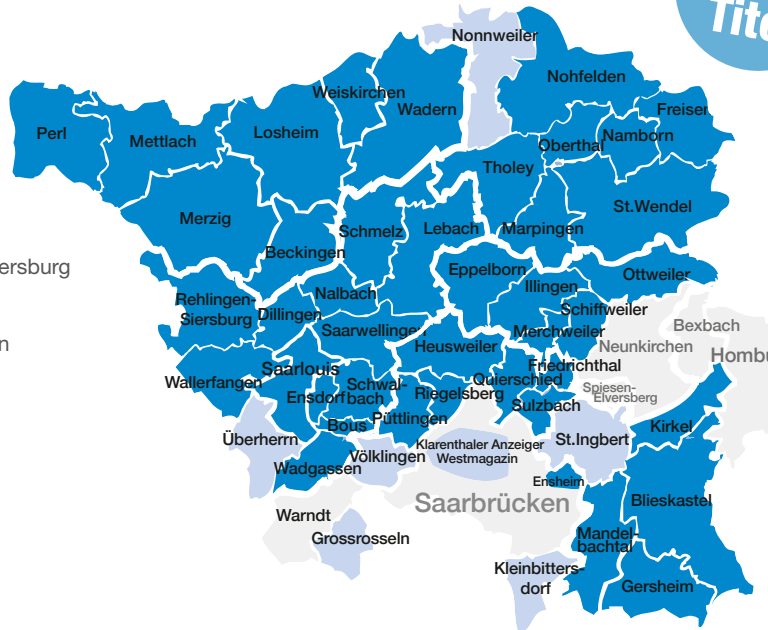 Tite
Nonnweiler
Nohfelden
Weiskirchen
Wadern
Freisen
Perl
Mettlach
Losheim
Oberthal
Namborn
Tholey
St.Wendel
Merzig
Schmelz
Lebach
Marpingen
Beckingen
ersburg
Eppelborn
Ottweiler
Illingen
Nalbach
Rehlingen-
Siersburg
Dillingen
Schiffweiler
Saarwellingen
Merchweiler
Bexbach
n
Heusweiler
Neunkirchen
Hombu
Friedrichthal
Saarlouis
Wallerfangen
Quierschied
Ensdorf
Schwal-
bach
Riegelsberg
Spiesen-
Elversberg
Sulzbach
Bous
Püttlingen
Kirkel
Überherrn
Klarenthaler Anzeiger
Westmagazin
St.Ingbert
Völklingen
Wadgassen
Ensheim
Saarbrücken
Blieskastel
Warndt
Grossrosseln
Mandel-
bachtal
Kleinbitters-
dorf
Gersheim